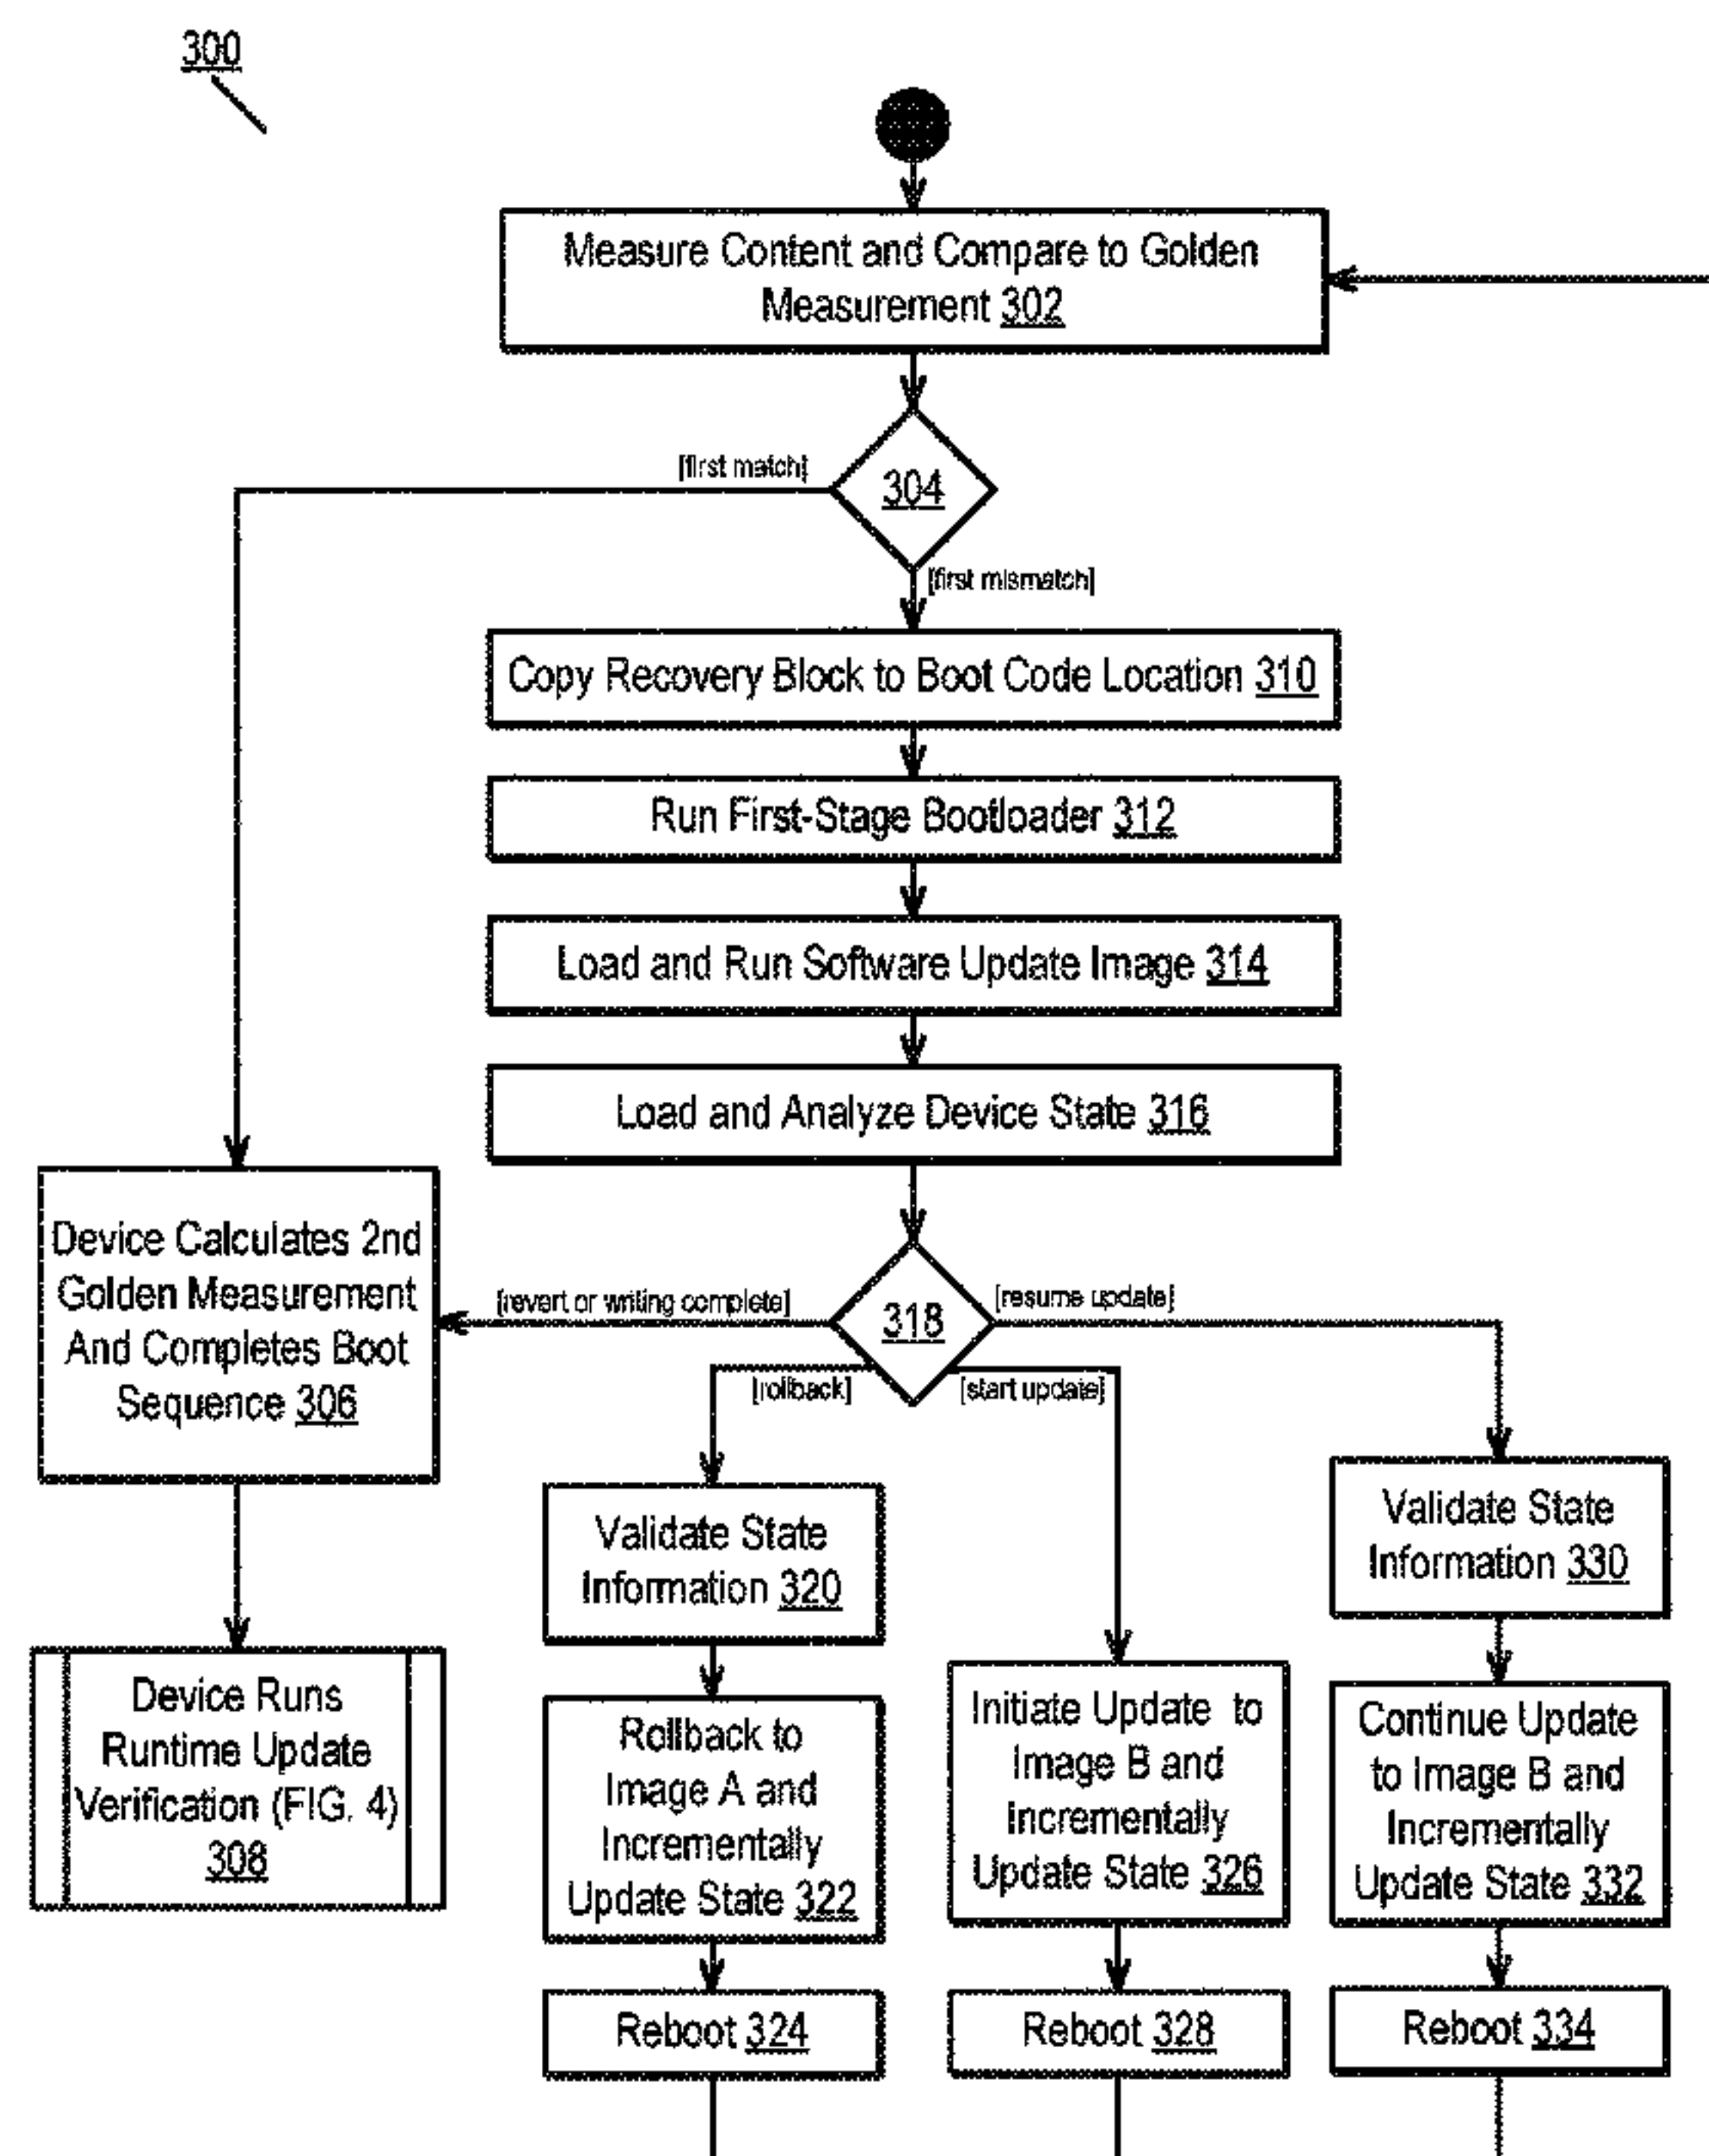 300
Measure Content and Compare to Golden
Measurement 302
[first match]
304
[first mismatch]
Copy Recovery Block to Boot Code Location 310
Run First-Stage Bootloader 312
Load and Run Software Update Image 314
Load and Analyze Device State 316
Device Calculates 2nd
Golden Measurement
And Completes Boot
Sequence 306
[revert or writing complete]
318
[resume update]
[rollback]
[start update]
Validate State
Information 320
Validate State
Information 330
Device Runs
Runtime Update
Verification (FIG. 4)
308
Rollback to
Image A and
Incrementally
Update State 322
Initiate Update to
Image B and
Incrementally
Update State 326
Continue Update
to Image B and
Incrementally
Update State 332
Reboot 324
Reboot 328
Reboot 334